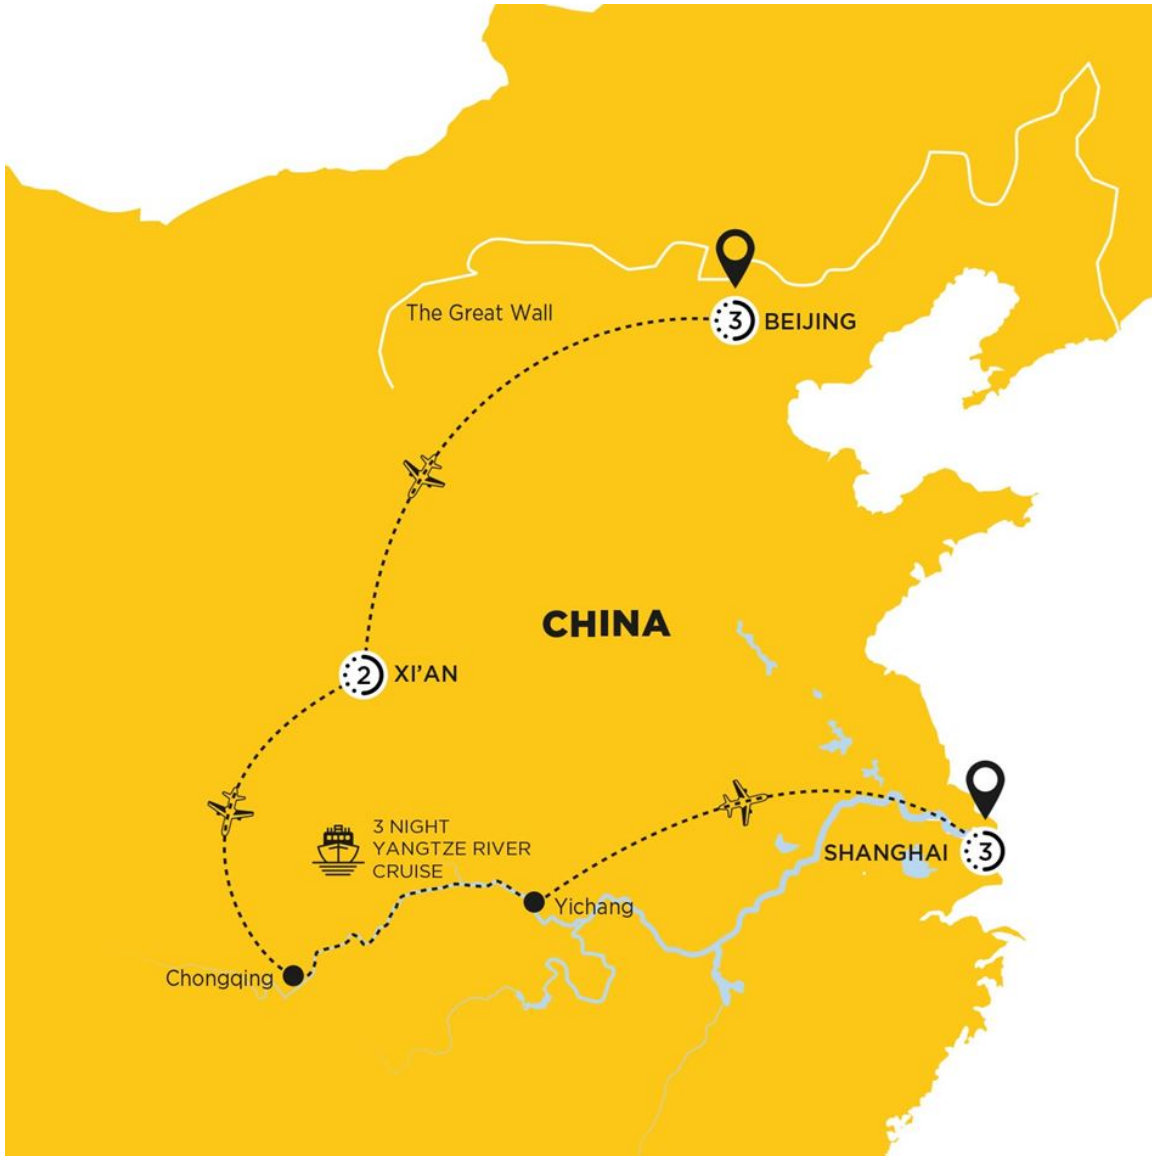 The Great Wall
3 BEIJING
CHINA
2 XI'AN
3 NIGHT
YANGTZE RIVER
CRUISE
SHANGHAI 3
Yichang
Chongqing